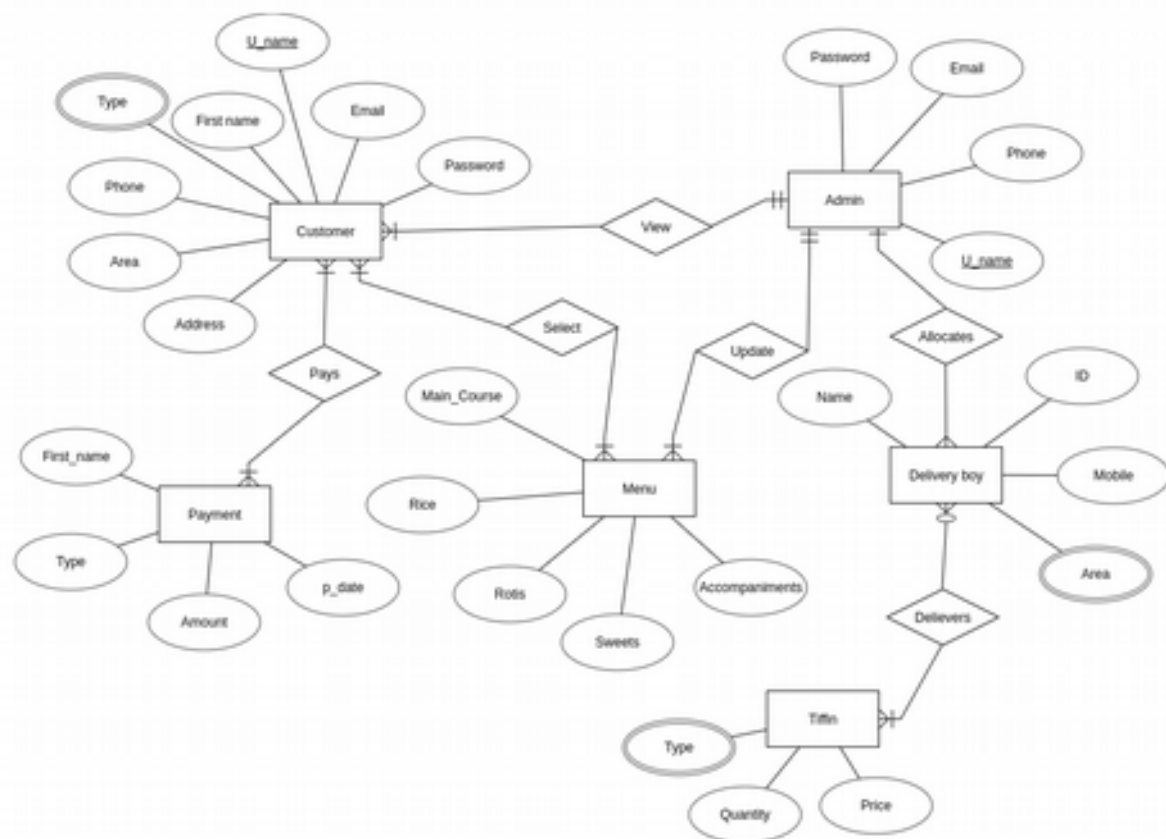 U_name
Password
Email
Type
First name
Email
Phone
Password
Phone
Admin
Customer
View
Area
U_name
Address
Select
Allocates
Update
Pays
ID
Main_Course
Name
First_name
Delivery boy
Mobile
Menu
Rice
Payment
Type
p_date
Accompaniments
Area
Rotis
Amount
Delievers
Sweets
Tiffin
Type
Price
Quantity